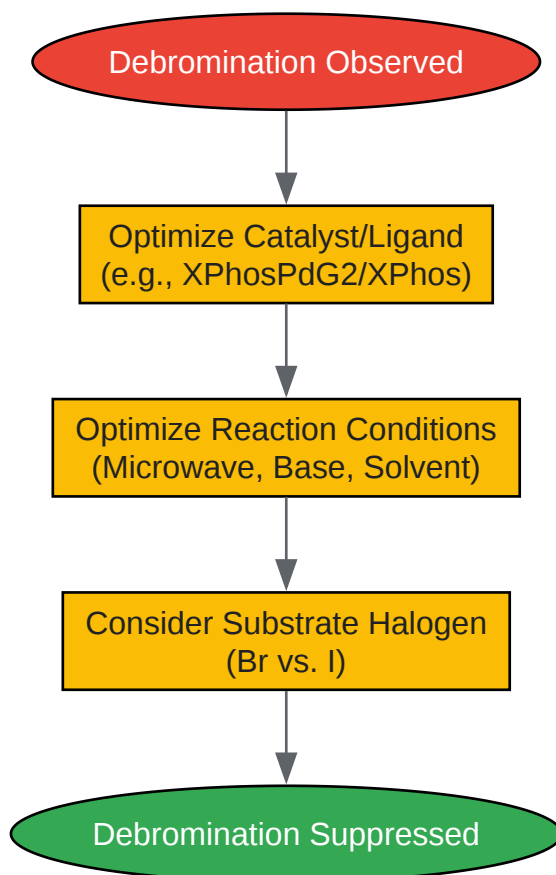 Debromination Observed
Optimize Catalyst/Ligand
(e.g., XPhosPdG2/XPhos)
Optimize Reaction Conditions
(Microwave, Base, Solvent)
Consider Substrate Halogen
(Br vs. I)
Debromination Suppressed